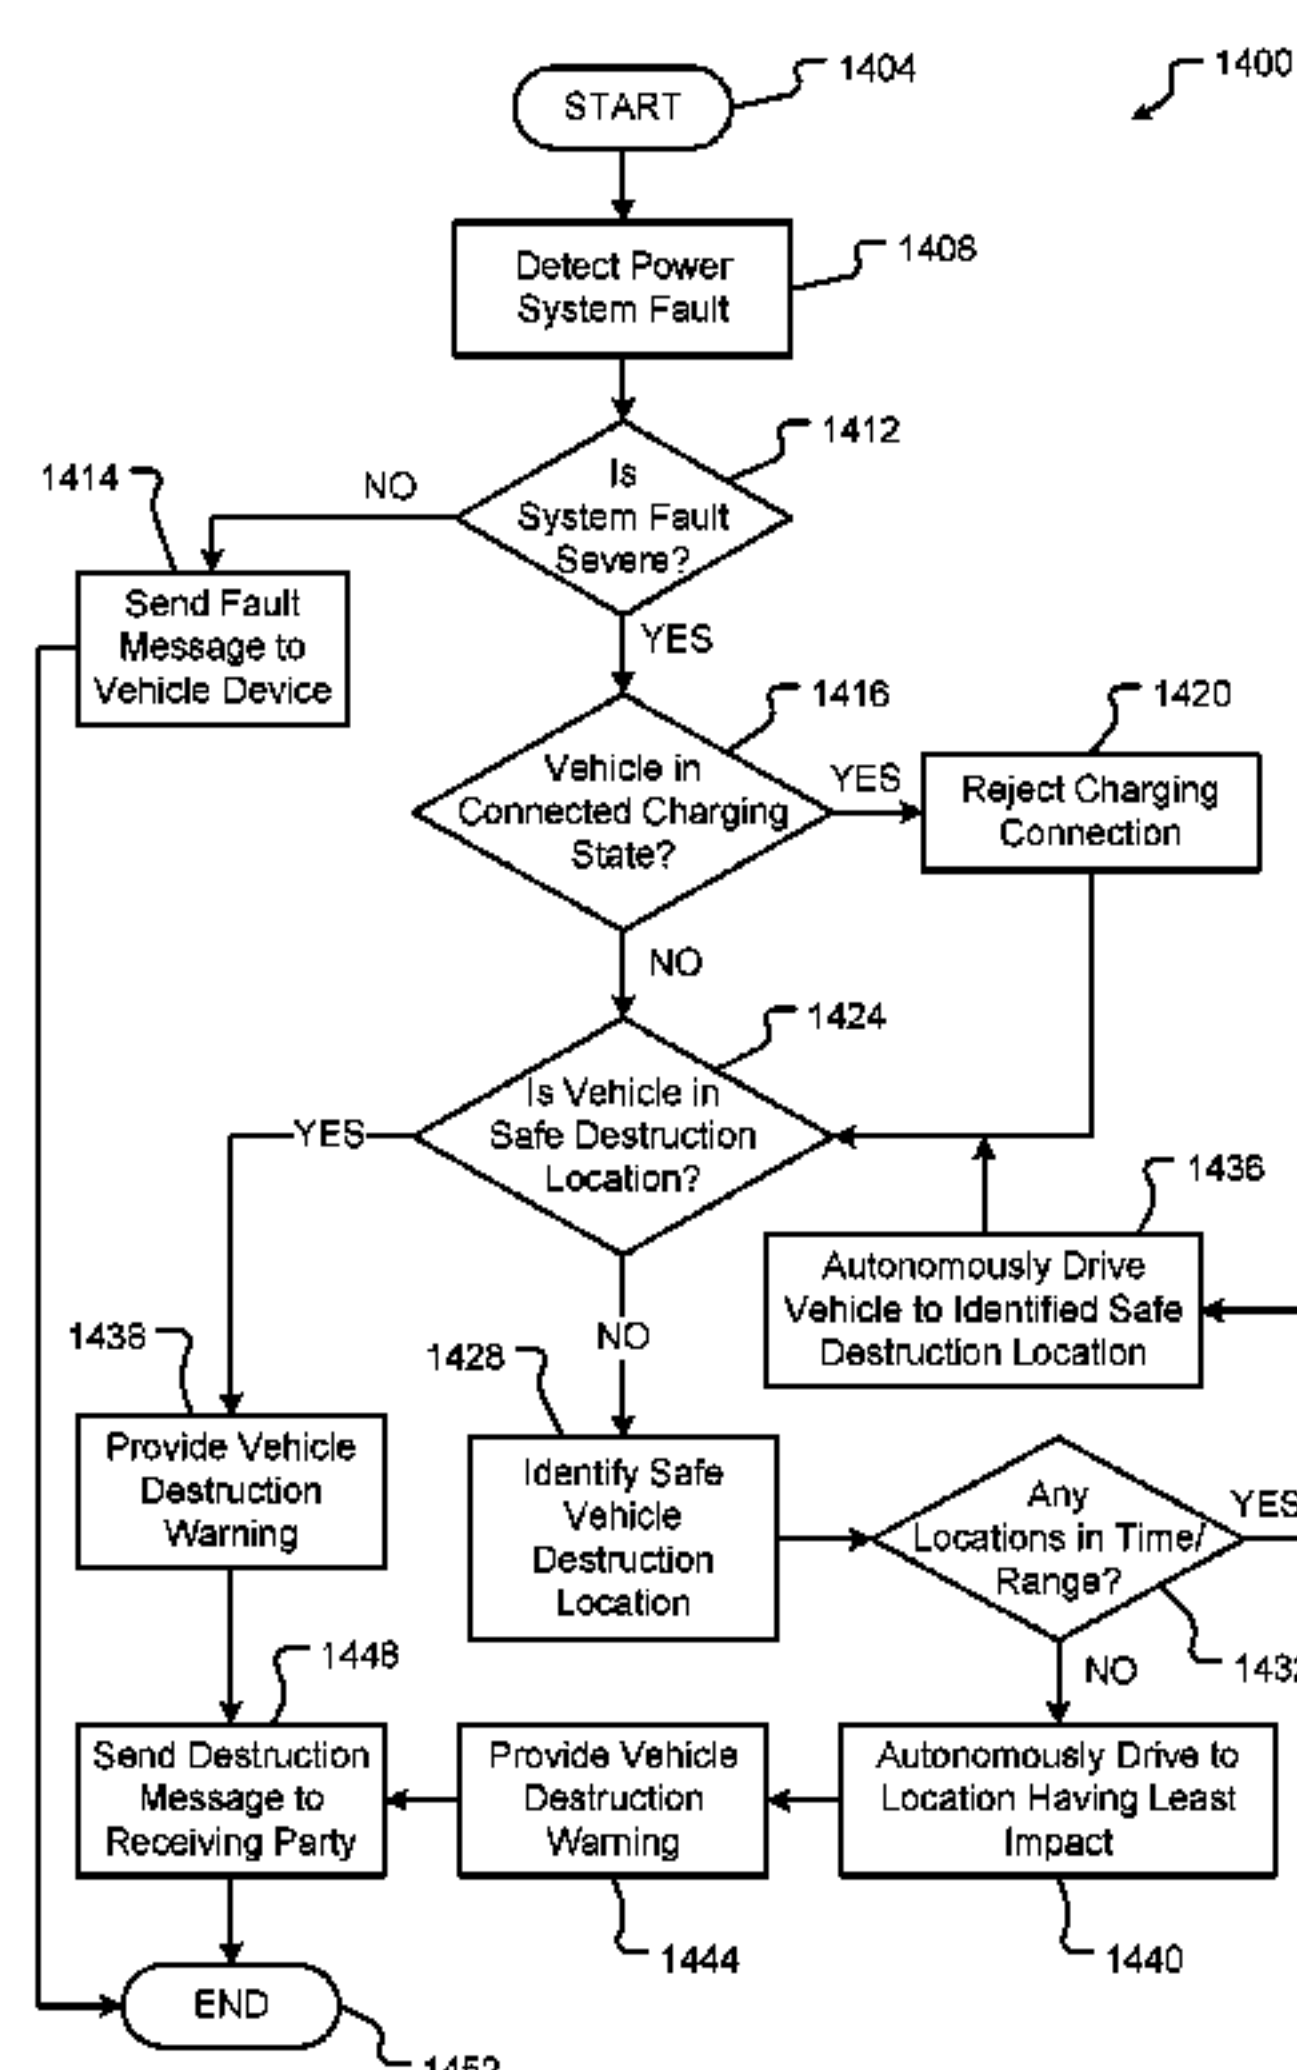 START
1404
1400
Detect Power
System Fault
1408
Is
System Fault
Severe?
1412
NO
1414
Send Fault
Message to
Vehicle Device
YES
Vehicle in
Connected Charging
State?
1416
YES
1420
Reject Charging
Connection
NO
1424
Is Vehicle in
Safe Destruction
Location?
YES
1436
Autonomously Drive
Vehicle to Identified Safe
Destruction Location
NO
1438
Provide Vehicle
Destruction
Warning
1428
Identify Safe
Vehicle
Destruction
Location
Any
Locations in Time/
Range?
YES
NO
1448
Send Destruction
Message to
Receiving Party
Provide Vehicle
Destruction
Warning
1444
Autonomously Drive to
Location Having Least
Impact
1440
END